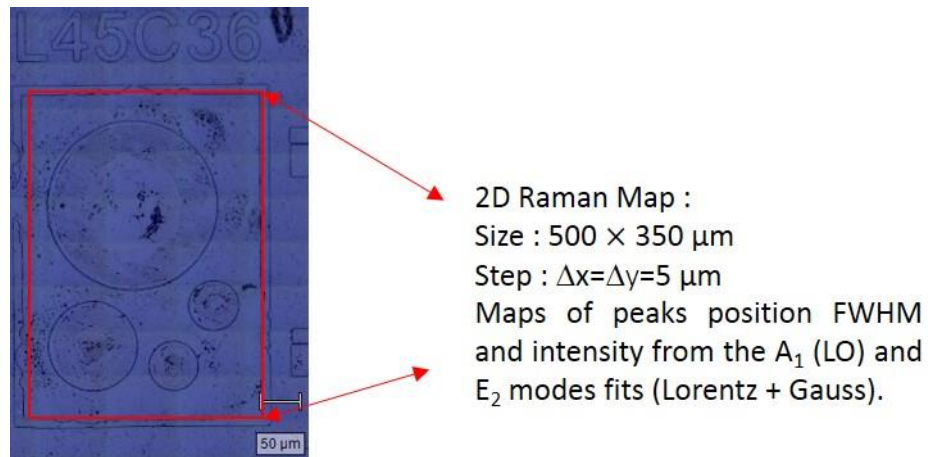 L45C36
2D Raman Map :
Size : 500 × 350 μm
Step : Δx=Δy=5 μm
Maps of peaks position FWHM
and intensity from the A₁ (LO) and
E₂ modes fits (Lorentz + Gauss).
50 μm